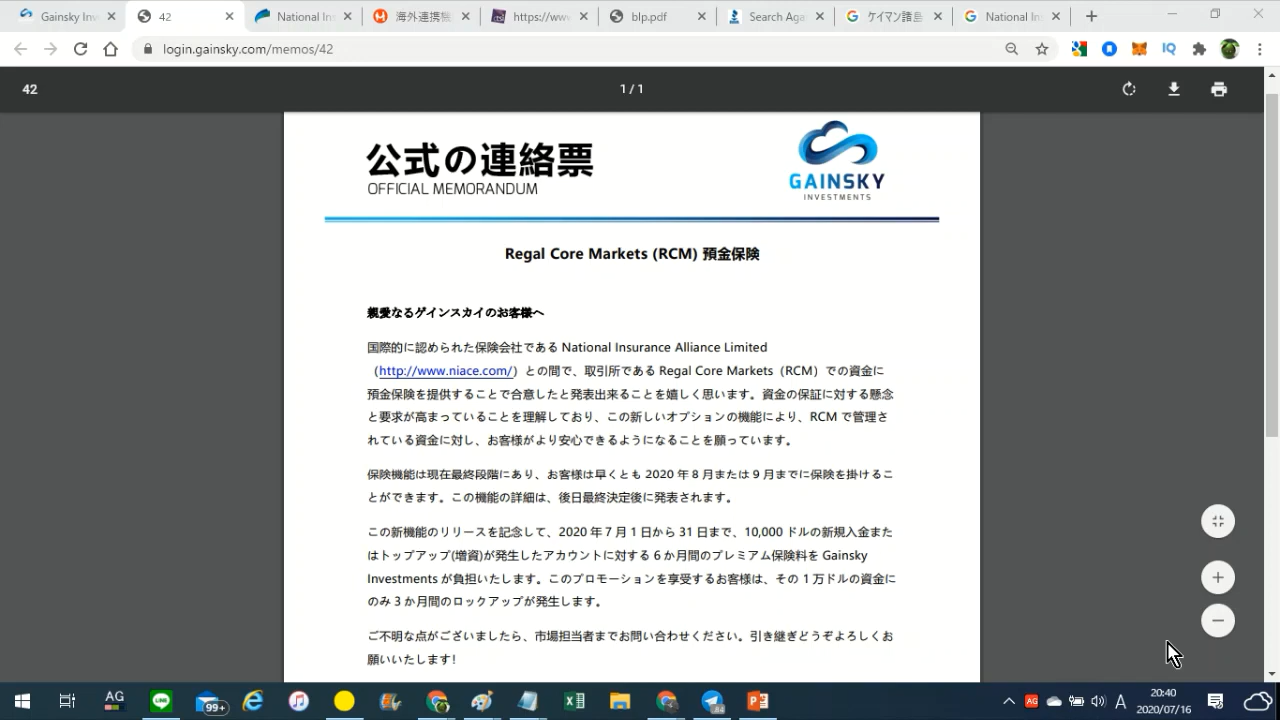 Gainsky Inv
42
National In
海外連携機
https://www
blp.pdf
Search Aga
ケイマン諸島
National Ins
login.gainsky.com/memos/42
42
1 / 1
公式の連絡票
OFFICIAL MEMORANDUM
GAINSKY
INVESTMENTS
Regal Core Markets (RCM) 預金保険
親愛なるゲインスカイのお客様へ
国際的に認められた保険会社である National Insurance Alliance Limited
（http://www.niace.com/）との間で、取引所である Regal Core Markets（RCM）での資金に
預金保険を提供することで合意したと発表出来ることを嬉しく思います。資金の保証に対する懸念
と要求が高まっていることを理解しており、この新しいオプションの機能により、RCM で管理さ
れている資金に対し、お客様がより安心できるようになることを願っています。
保険機能は現在最終段階にあり、お客様は早くとも 2020 年 8 月または 9 月までに保険を掛けるこ
とができます。この機能の詳細は、後日最終決定後に発表されます。
この新機能のリリースを記念して、2020 年 7 月 1 日から 31 日まで、10,000 ドルの新規入金また
はトップアップ(増資)が発生したアカウントに対する 6 か月間のプレミアム保険料を Gainsky
Investments が負担いたします。このプロモーションを享受するお客様は、その 1 万ドルの資金に
のみ 3 か月間のロックアップが発生します。
ご不明な点がございましたら、市場担当者までお問い合わせください。引き継ぎどうぞよろしくお
願いいたします!
AG
LINE
99+
84
AG
A
20:40
2020/07/16